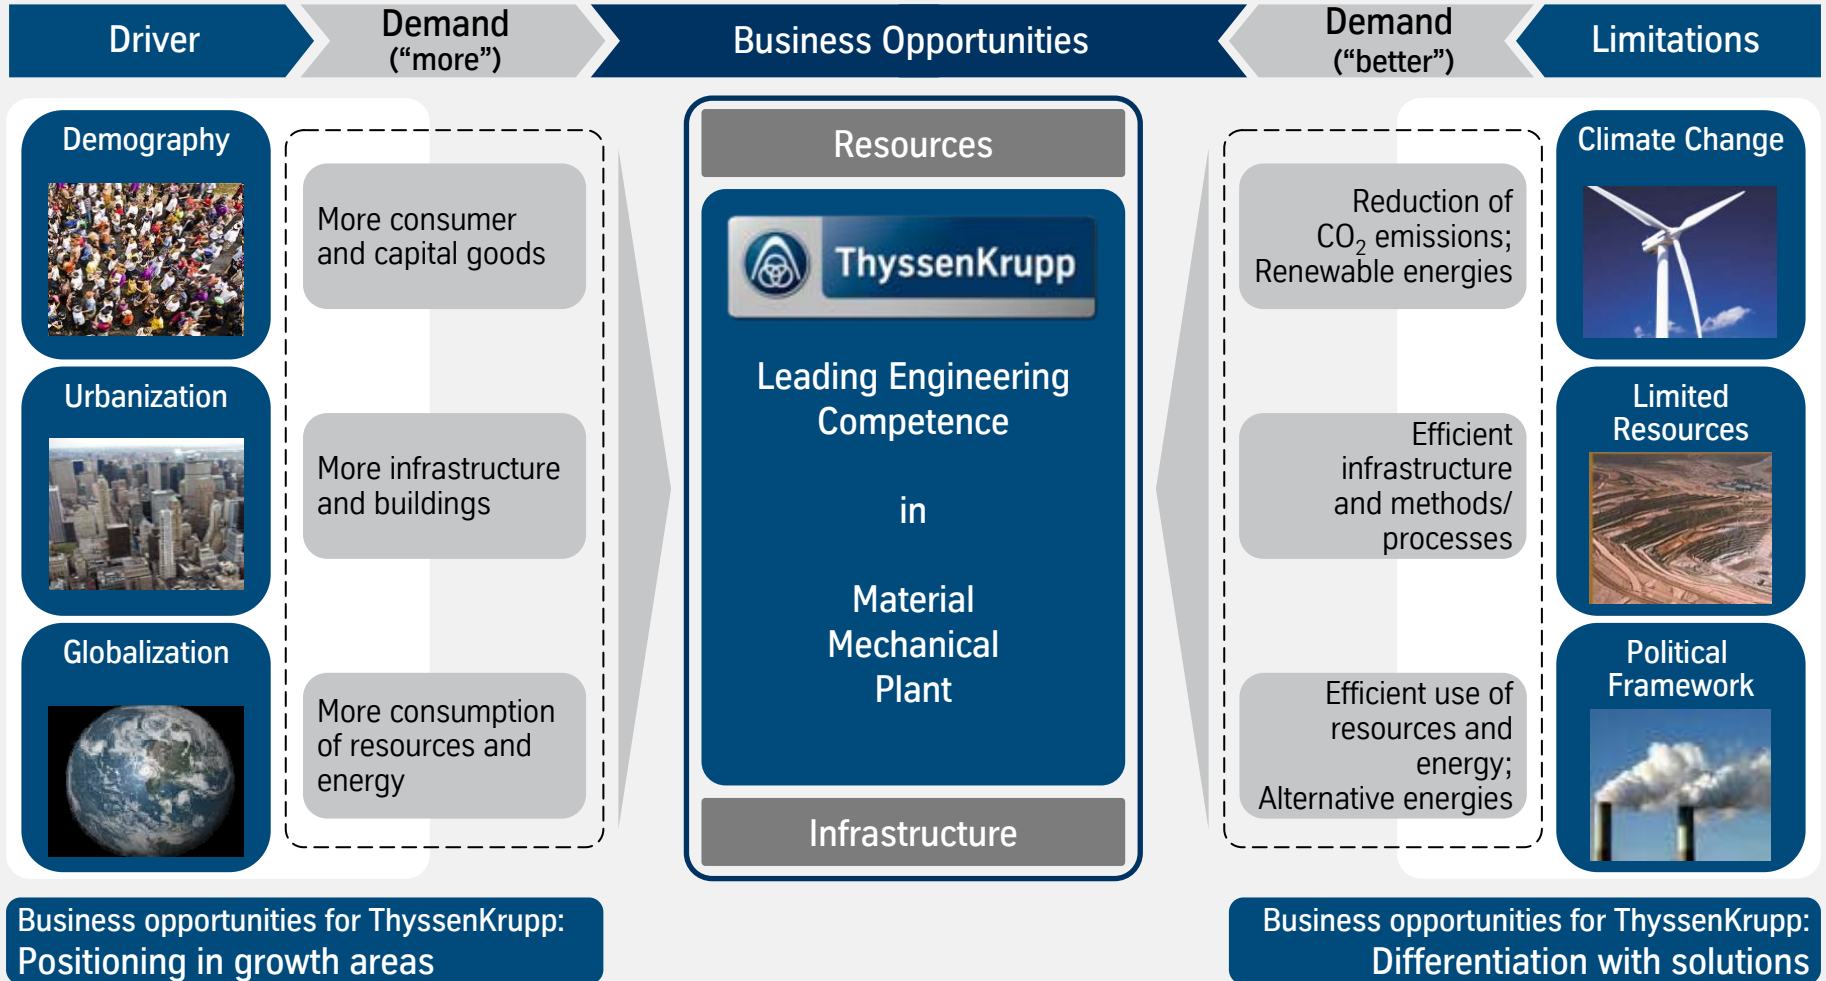 Driver
Demand
(“more”)
Business Opportunities
Demand
(“better”)
Limitations
Demography
More consumer
and capital goods
Urbanization
More infrastructure
and buildings
Globalization
More consumption
of resources and
energy
Resources
ThyssenKrupp
Leading Engineering
Competence
in
Material
Mechanical
Plant
Infrastructure
Reduction of
CO₂ emissions;
Renewable energies
Climate Change
Efficient
infrastructure
and methods/
processes
Limited
Resources
Efficient use of
resources and
energy;
Alternative energies
Political
Framework
Business opportunities for ThyssenKrupp:
Positioning in growth areas
Business opportunities for ThyssenKrupp:
Differentiation with solutions